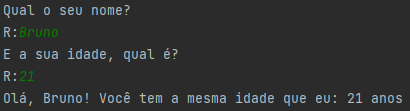 Qual o seu nome?
R:Bruno
E a sua idade, qual é?
R:21
Olá, Bruno! Você tem a mesma idade que eu: 21 anos